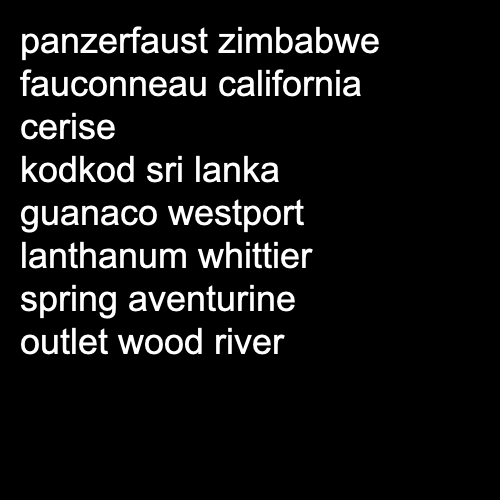 panzerfaust zimbabwe
fauconneau california
cerise
kodkod sri lanka
guanaco westport
lanthanum whittier
spring aventurine
outlet wood river